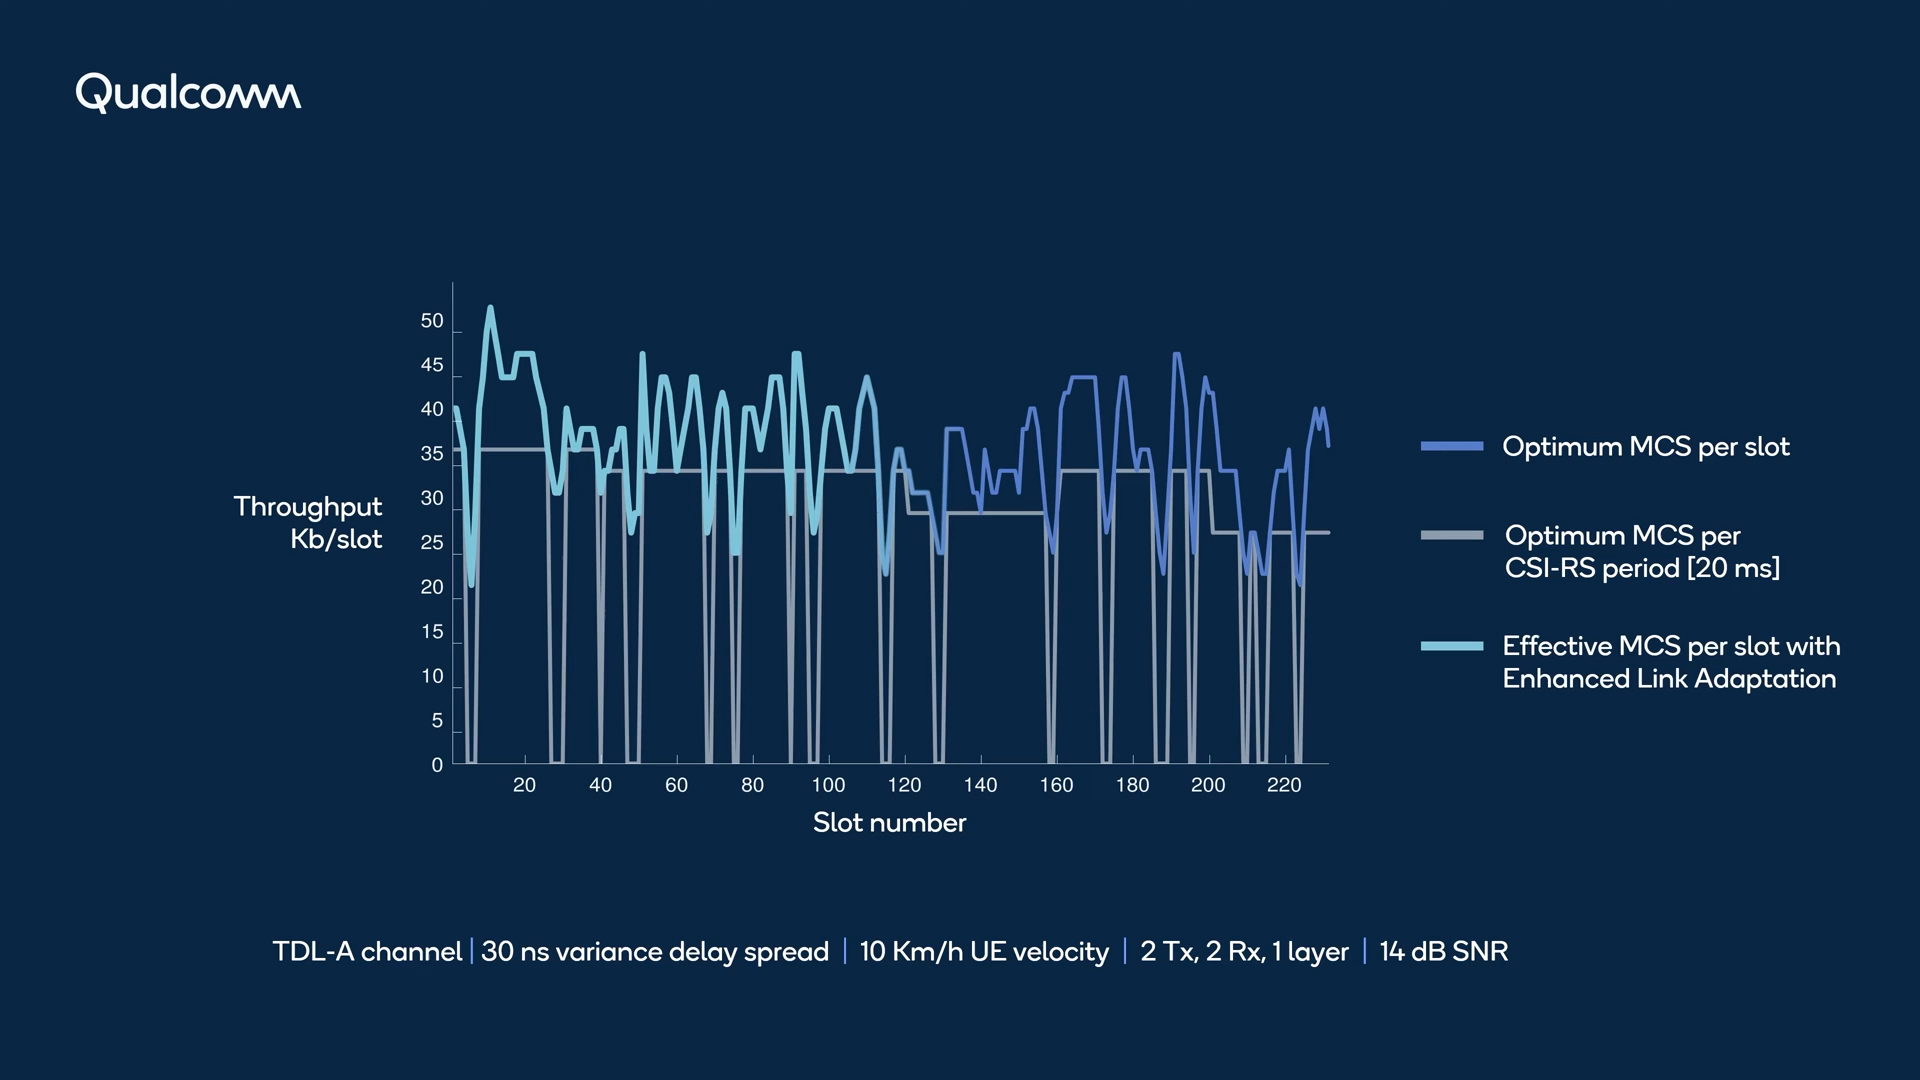 Qualcomm
50
45
40
35
30
25
20
15
10
5
0
Throughput
Kb/slot
20 40 60 80 100 120 140 160 180 200 220
Slot number
Optimum MCS per slot
Optimum MCS per
CSI-RS period [20 ms]
Effective MCS per slot with
Enhanced Link Adaptation
TDL-A channel | 30 ns variance delay spread | 10 Km/h UE velocity | 2 Tx, 2 Rx, 1 layer | 14 dB SNR